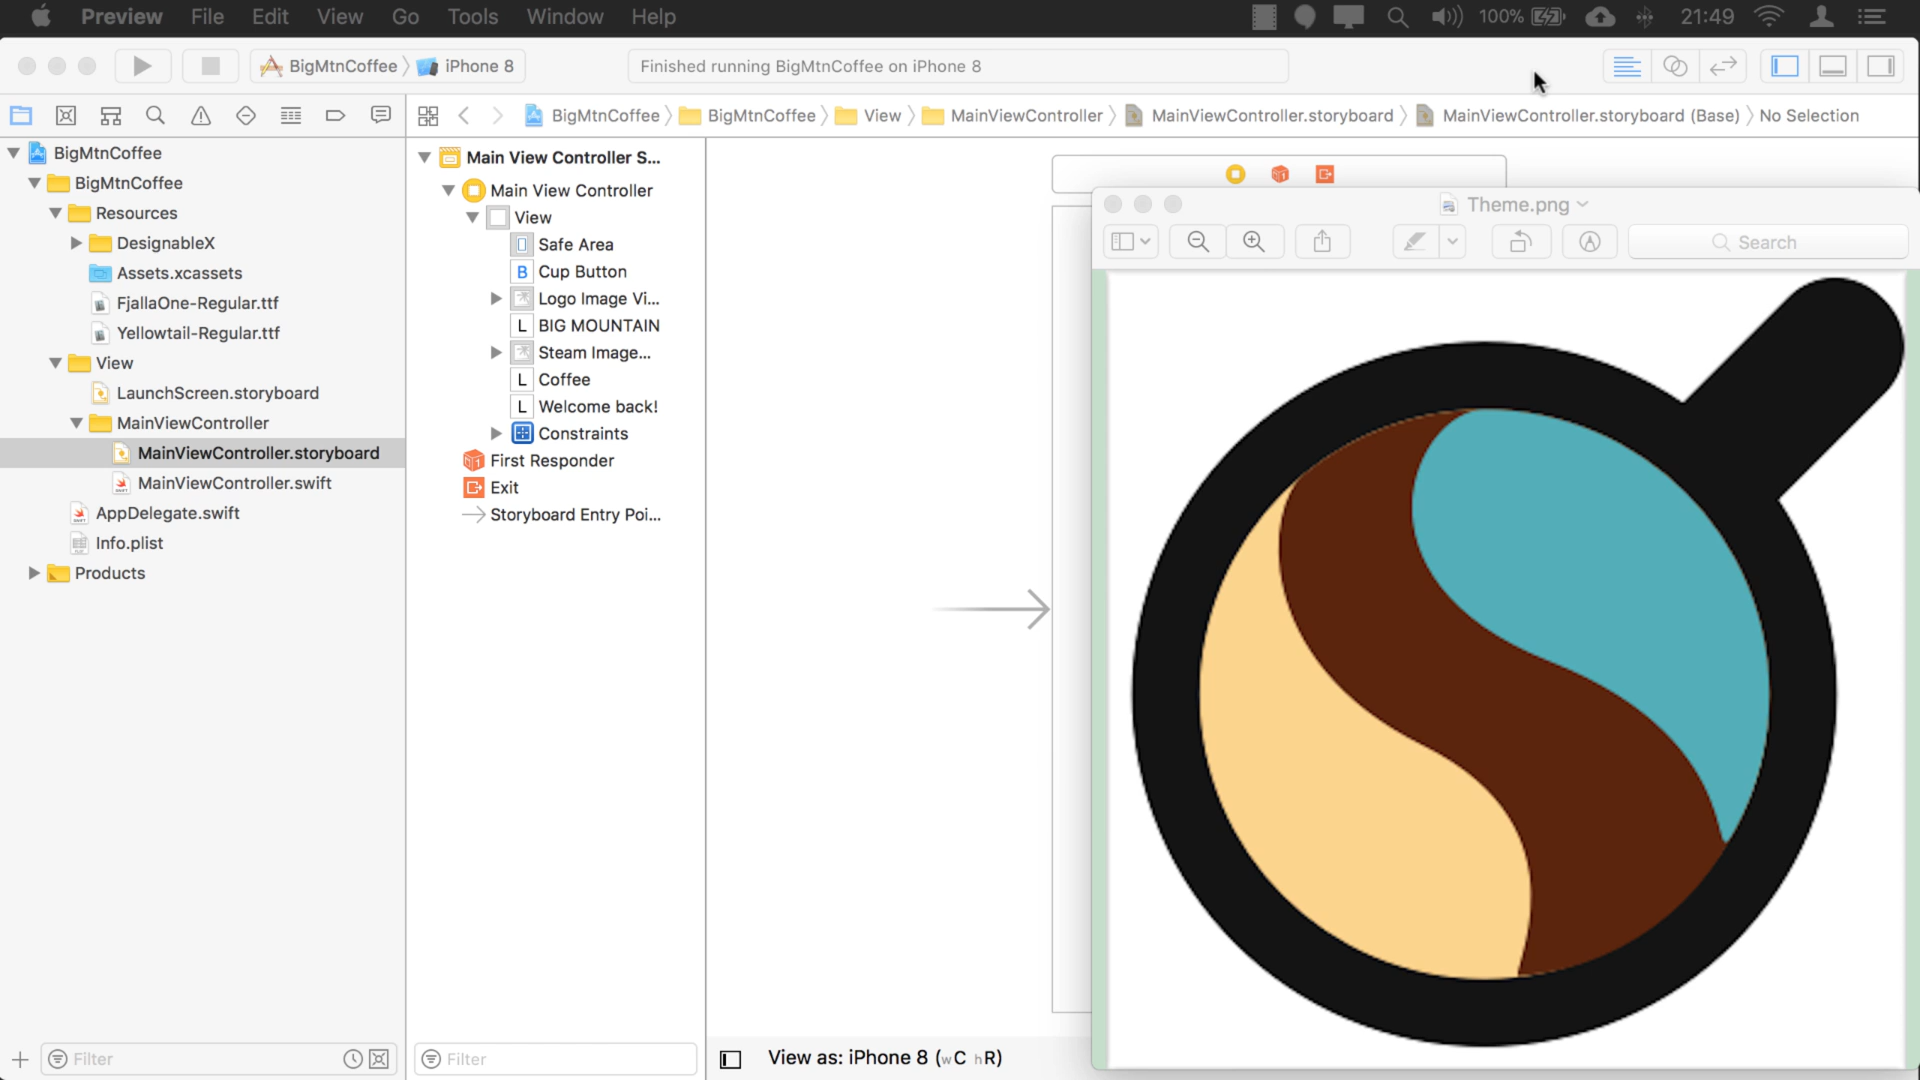 Preview File Edit View Go Tools Window Help 100% 21:49
BigMtnCoffee iPhone 8 Finished running BigMtnCoffee on iPhone 8
BigMtnCoffee BigMtnCoffee View MainViewController MainViewController.storyboard MainViewController.storyboard (Base) No Selection
BigMtnCoffee
BigMtnCoffee
Resources
DesignableX
Assets.xcassets
FjallaOne-Regular.ttf
Yellowtail-Regular.ttf
View
LaunchScreen.storyboard
MainViewController
MainViewController.storyboard
MainViewController.swift
AppDelegate.swift
Info.plist
Products
Filter
Main View Controller S...
Main View Controller
View
Safe Area
B Cup Button
Logo Image Vi...
L BIG MOUNTAIN
Steam Image...
L Coffee
L Welcome back!
Constraints
First Responder
Exit
Storyboard Entry Poi...
Filter
View as: iPhone 8 (wC hR)
Theme.png
Search